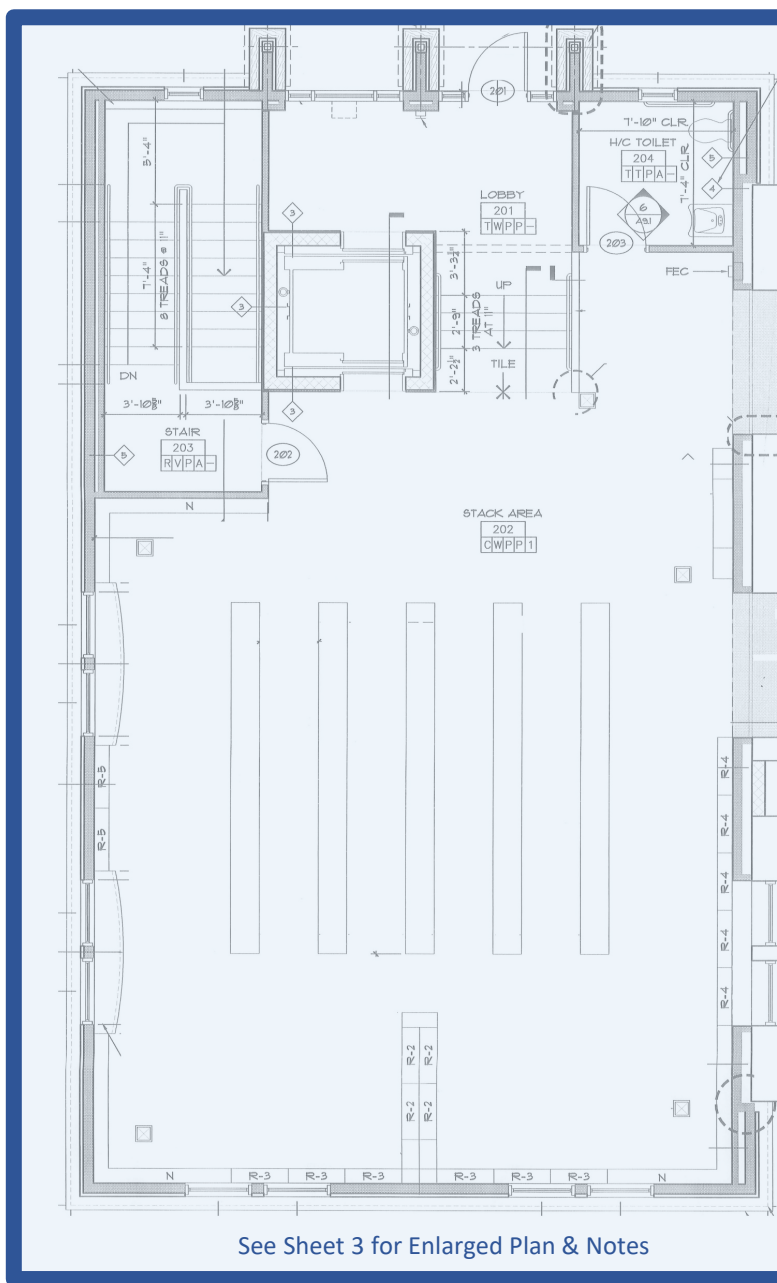 201
7'-10" CLR
H/C TOILET
204
T T P A -
5
4
7'-4" CLR
6
A9.1
203
FEC
LOBBY
201
T W P P -
3
3'-4"
7'-4"
8 TREADS @ 11"
3
3
3'-3½"
2'-9"
3 TREADS
AT 11"
2'-2½"
UP
TILE
DN
3'-10⅝"
3'-10⅝"
STAIR
203
R V P A -
5
202
N
STACK AREA
202
C W P P 1
R-5
R-5
R-4
R-4
R-4
R-4
R-4
R-2
R-2
R-2
R-2
N
R-3
R-3
R-3
R-3
R-3
R-3
N
See Sheet 3 for Enlarged Plan & Notes